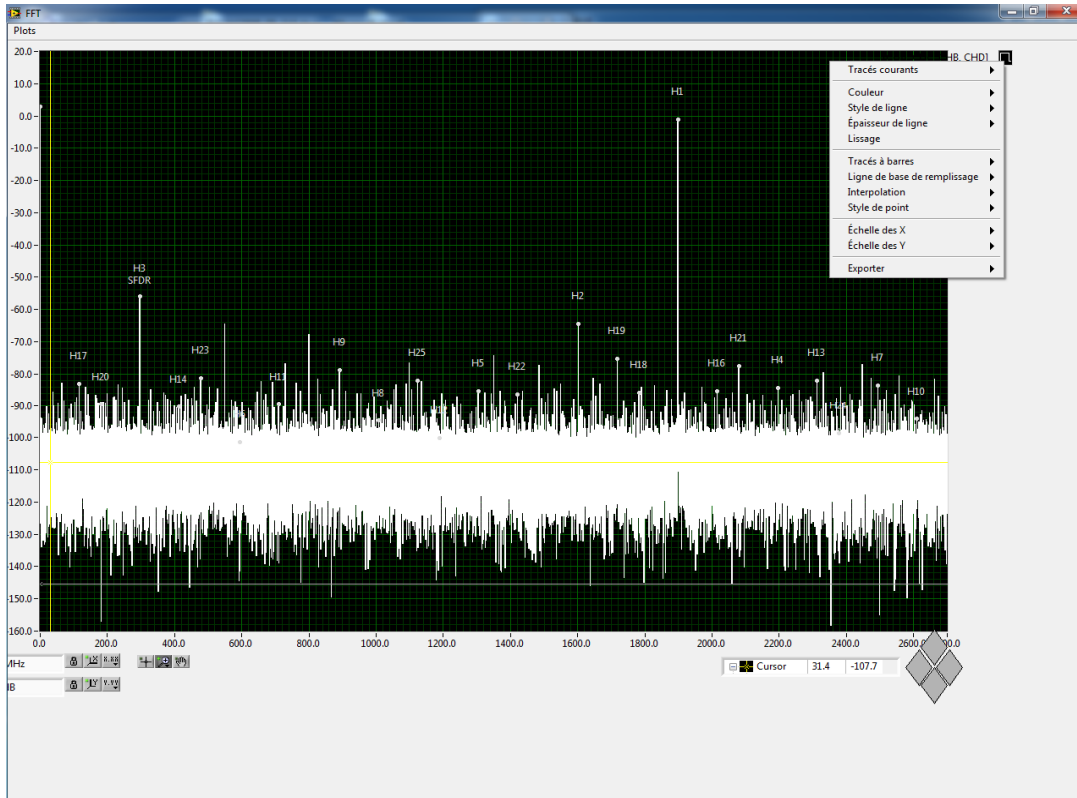 FFT
Plots
HB, CHD1
20.0
10.0
0.0
-10.0
-20.0
-30.0
-40.0
-50.0
-60.0
-70.0
-80.0
-90.0
-100.0
-110.0
-120.0
-130.0
-140.0
-150.0
-160.0
H1
H3
SFDR
H2
H19
H21
H9
H23
H25
H17
H5
H22
H18
H16
H4
H13
H7
H20
H14
H11
H8
H10
Tracés courants
Couleur
Style de ligne
Épaisseur de ligne
Lissage
Tracés à barres
Ligne de base de remplissage
Interpolation
Style de point
Échelle des X
Échelle des Y
Exporter
0.0 200.0 400.0 600.0 800.0 1000.0 1200.0 1400.0 1600.0 1800.0 2000.0 2200.0 2400.0
MHz
Cursor 31.4 -107.7